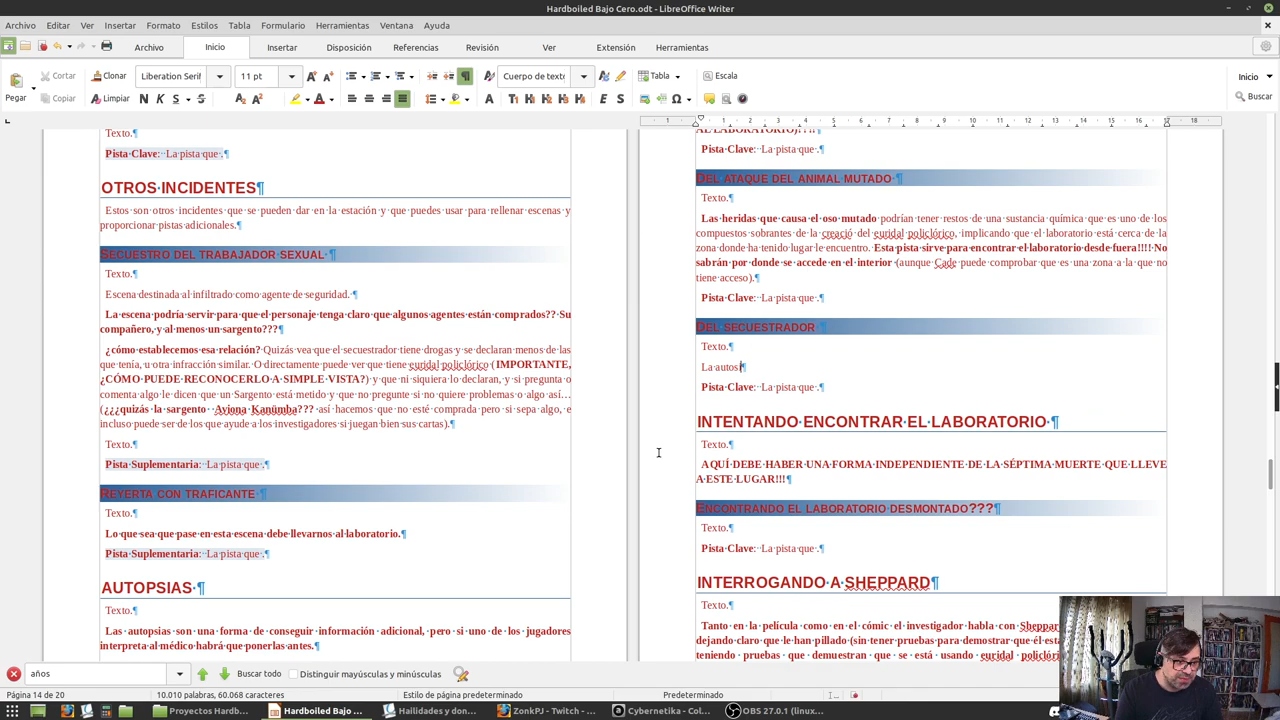 Hardboiled Bajo Cero.odt - LibreOffice Writer
Archivo Editar Ver Insertar Formato Estilos Tabla Formulario Herramientas Ventana Ayuda
Archivo Inicio Insertar Disposición Referencias Revisión Ver Extensión Herramientas
Pegar Cortar Clonar Liberation Serif 11 pt Cuerpo de texto Tabla Escala Inicio
Copiar Limpiar Buscar
Texto.¶
Pista·Clave:··La·pista·que·.¶
OTROS·INCIDENTES¶
Estos·son·otros·incidentes·que·se·pueden·dar·en·la·estación·y·que·puedes·usar·para·rellenar·escenas·y
proporcionar·pistas·adicionales.¶
SECUESTRO DEL TRABAJADOR SEXUAL·¶
Texto.¶
Escena·destinada·al·infiltrado·como·agente·de·seguridad.·¶
La·escena·podría·servir·para·que·el·personaje·tenga·claro·que·algunos·agentes·están·comprados??·Su
compañero,·y·al·menos·un·sargento???¶
¿cómo·establecemos·esa·relación?·Quizás·vea·que·el·secuestrador·tiene·drogas·y·se·declaran·menos·de·las
que·tenía,·u·otra·infracción·similar.·O·directamente·puede·ver·que·tiene·euridal·policlórico·(IMPORTANTE,
¿CÓMO·PUEDE·RECONOCERLO·A·SIMPLE·VISTA?)·y·que·ni·siquiera·lo·declaran,·y·si·pregunta·o
comenta·algo·le·dicen·que·un·Sargento·está·metido·y·que·no·pregunte·si·no·quiere·problemas·o·algo·así…
(¿¿¿quizás·la·sargento··Aviona·Kanümba???·así·hacemos·que·no·esté·comprada·pero·si·sepa·algo,·e
incluso·puede·ser·de·los·que·ayude·a·los·investigadores·si·juegan·bien·sus·cartas).¶
Texto.¶
Pista·Suplementaria:··La·pista·que·.¶
REYERTA CON TRAFICANTE·¶
Texto.¶
Lo·que·sea·que·pase·en·esta·escena·debe·llevarnos·al·laboratorio.¶
Pista·Suplementaria:··La·pista·que·.¶
AUTOPSIAS·¶
Texto.¶
Las·autopsias·son·una·forma·de·conseguir·información·adicional,·pero·si·uno·de·los·jugadores
interpreta·al·médico·habrá·que·ponerlas·antes.¶
AL·LABORATORIO)????¶
Pista·Clave:··La·pista·que·.¶
DEL ATAQUE DEL ANIMAL MUTADO·¶
Texto.¶
Las·heridas·que·causa·el·oso·mutado·podrían·tener·restos·de·una·sustancia·química·que·es·uno·de·los
compuestos·sobrantes·de·la·creació·del·euridal·policlórico,·implicando·que·el·laboratorio·está·cerca·de·la
zona·donde·ha·tenido·lugar·le·encuentro.·Esta·pista·sirve·para·encontrar·el·laboratorio·desde·fuera!!!!·No
sabrán·por·donde·se·accede·en·el·interior·(aunque·Cade·puede·comprobar·que·es·una·zona·a·la·que·no
tiene·acceso).¶
Pista·Clave:··La·pista·que·.¶
DEL SECUESTRADOR·¶
Texto.¶
La·autosi¶
Pista·Clave:··La·pista·que·.¶
INTENTANDO·ENCONTRAR·EL·LABORATORIO·¶
Texto.¶
AQUÍ·DEBE·HABER·UNA·FORMA·INDEPENDIENTE·DE·LA·SÉPTIMA·MUERTE·QUE·LLEVE
A·ESTE·LUGAR!!!¶
ENCONTRANDO EL LABORATORIO DESMONTADO???¶
Texto.¶
Pista·Clave:··La·pista·que·.¶
INTERROGANDO·A·SHEPPARD¶
Texto.¶
Tanto·en·la·película·como·en·el·cómic·el·investigador·habla·con·Sheppard
dejando·claro·que·le·han·pillado·(sin·tener·pruebas·para·demostrar·que·él·
teniendo·pruebas·que·demuestran·que·se·está·usando·euridal·
años Buscar todo Distinguir mayúsculas y minúsculas
Página 14 de 20 10.010 palabras, 60.068 caracteres Estilo de página predeterminado Predeterminado
Proyectos Hardb... Hardboiled Bajo ... Hailidades y don... ZonkPJ - Twitch - ... Cybernetika - Col... OBS 27.0.1 (linux...